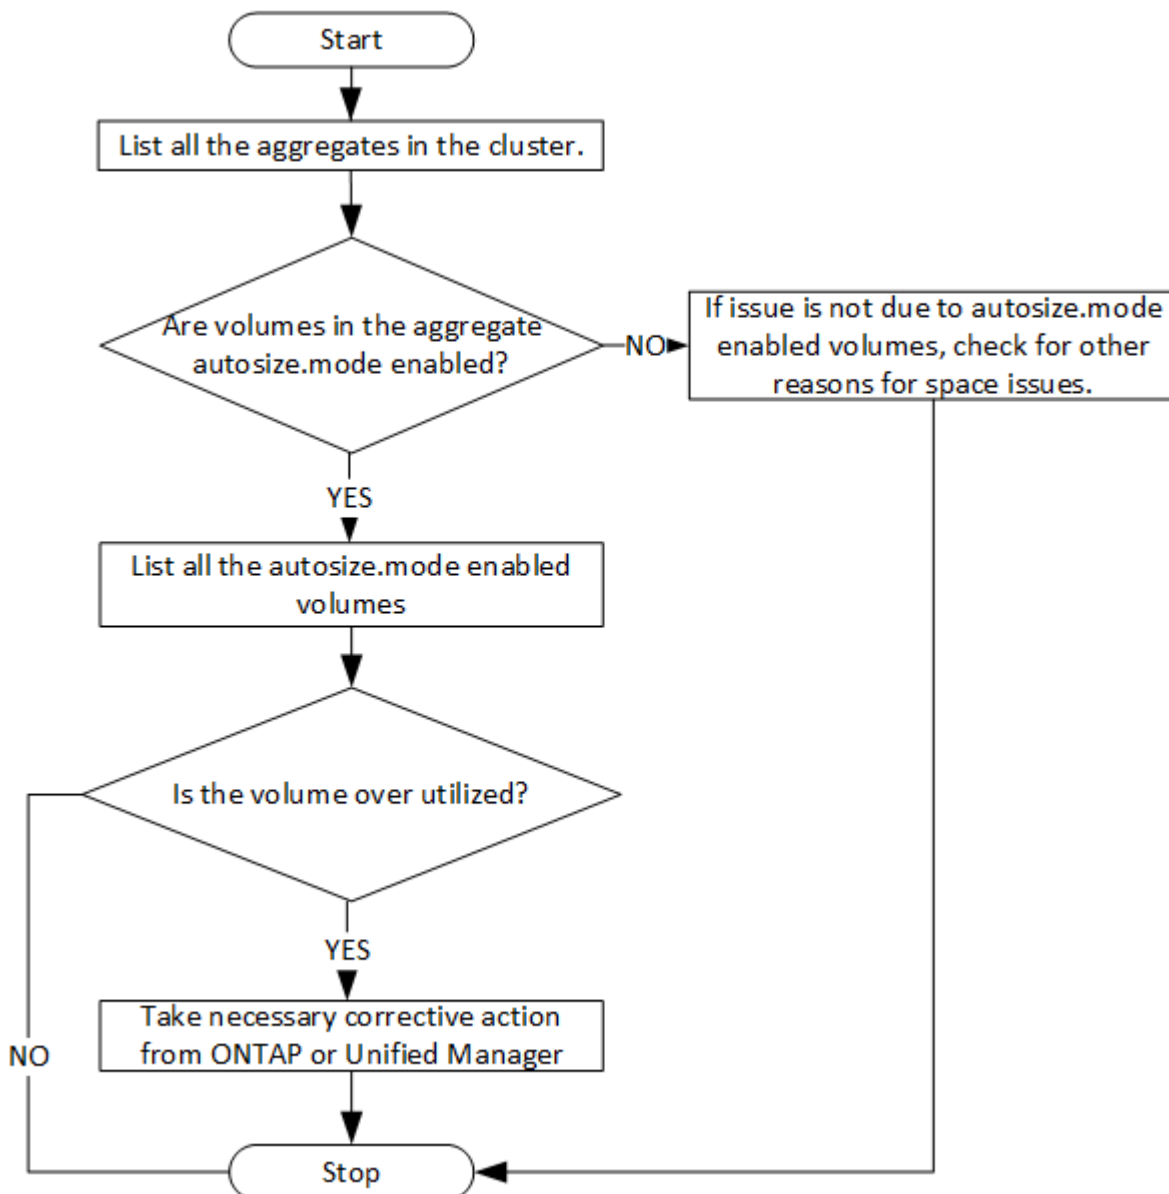 Start
List all the aggregates in the cluster.
Are volumes in the aggregate
autosize.mode enabled?
NO
If issue is not due to autosize.mode
enabled volumes, check for other
reasons for space issues.
YES
List all the autosize.mode enabled
volumes
Is the volume over utilized?
YES
Take necessary corrective action
from ONTAP or Unified Manager
NO
Stop